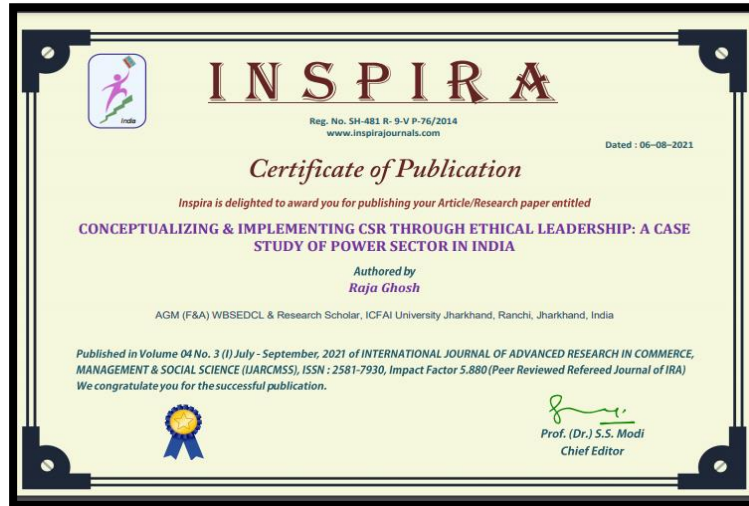 India
INSPIRA
Reg. No. SH-481 R- 9-V P-76/2014
www.inspirajournals.com
Dated : 06–08–2021
Certificate of Publication
Inspira is delighted to award you for publishing your Article/Research paper entitled
CONCEPTUALIZING & IMPLEMENTING CSR THROUGH ETHICAL LEADERSHIP: A CASE
STUDY OF POWER SECTOR IN INDIA
Authored by
Raja Ghosh
AGM (F&A) WBSEDCL & Research Scholar, ICFAI University Jharkhand, Ranchi, Jharkhand, India
Published in Volume 04 No. 3 (I) July - September, 2021 of INTERNATIONAL JOURNAL OF ADVANCED RESEARCH IN COMMERCE,
MANAGEMENT & SOCIAL SCIENCE (IJARCMSS), ISSN : 2581-7930, Impact Factor 5.880 (Peer Reviewed Refereed Journal of IRA)
We congratulate you for the successful publication.
Prof. (Dr.) S.S. Modi
Chief Editor